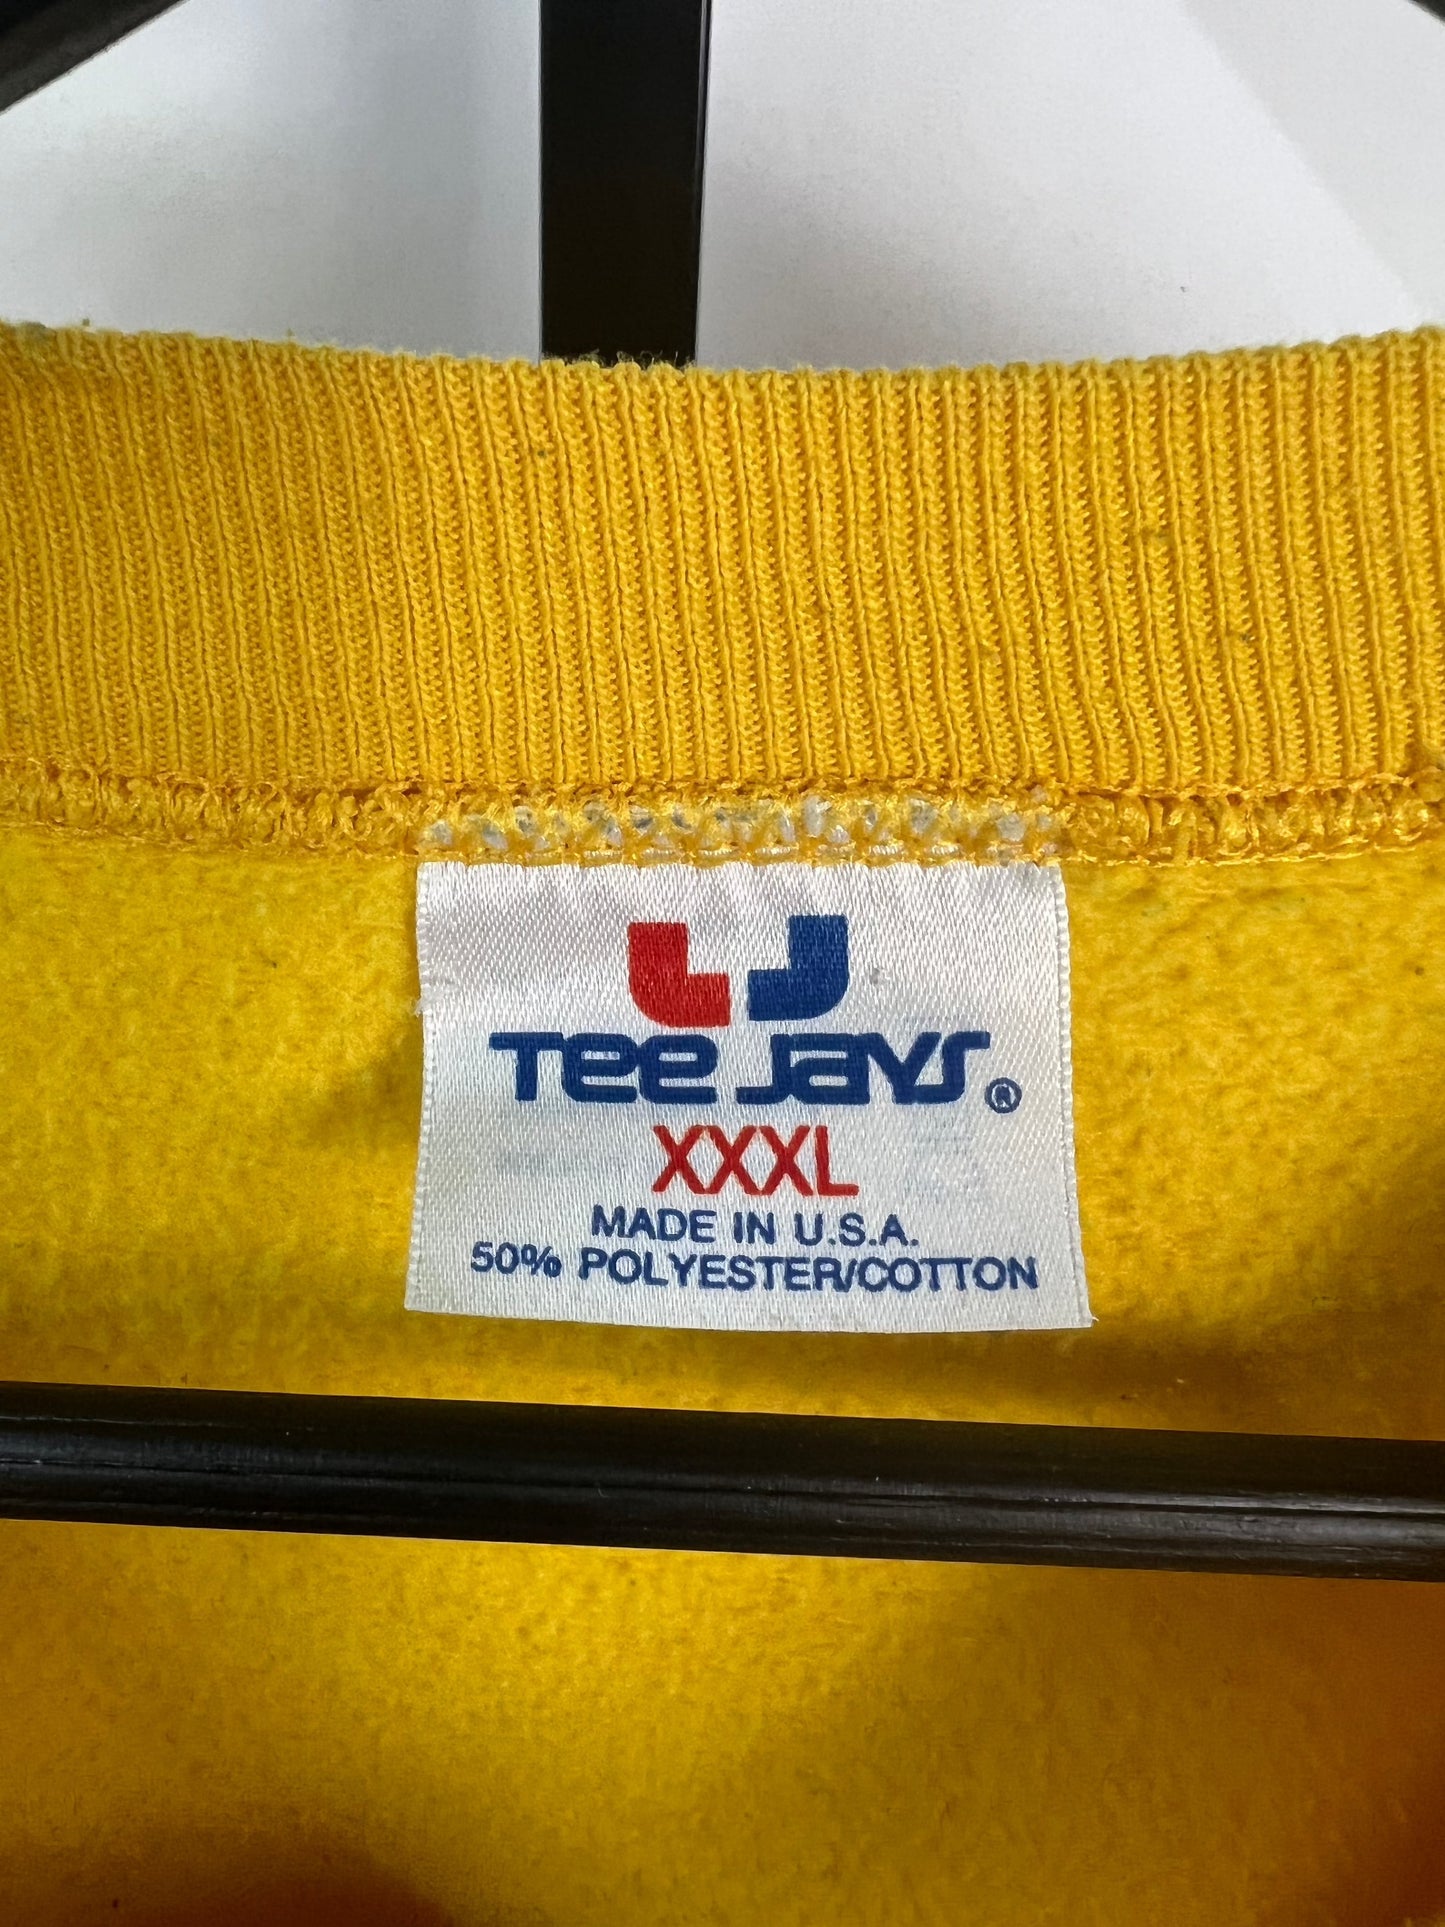 Tee Jays®
XXXL
MADE IN U.S.A.
50% POLYESTER/COTTON